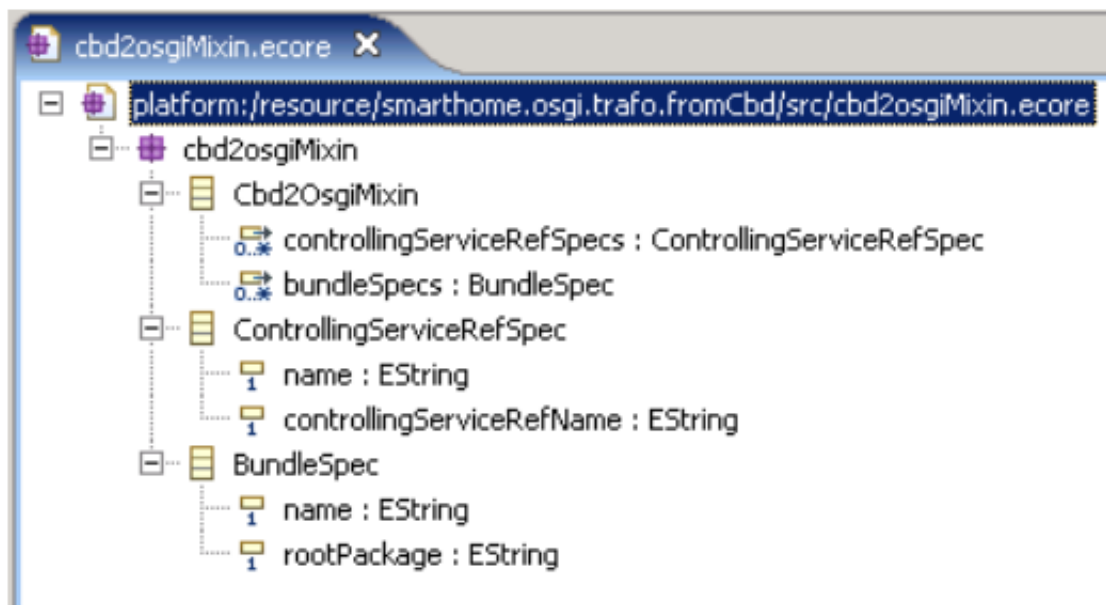 cbd2osgiMixin.ecore
platform:/resource/smarthome.osgi.trafo.fromCbd/src/cbd2osgiMixin.ecore
cbd2osgiMixin
Cbd2OsgiMixin
0..* controllingServiceRefSpecs : ControllingServiceRefSpec
0..* bundleSpecs : BundleSpec
ControllingServiceRefSpec
1 name : EString
1 controllingServiceRefName : EString
BundleSpec
1 name : EString
1 rootPackage : EString